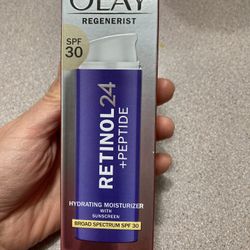 OLAY
REGENERIST
SPF
30
RETINOL24
+PEPTIDE
HYDRATING MOISTURIZER
WITH
SUNSCREEN
BROAD SPECTRUM SPF 30